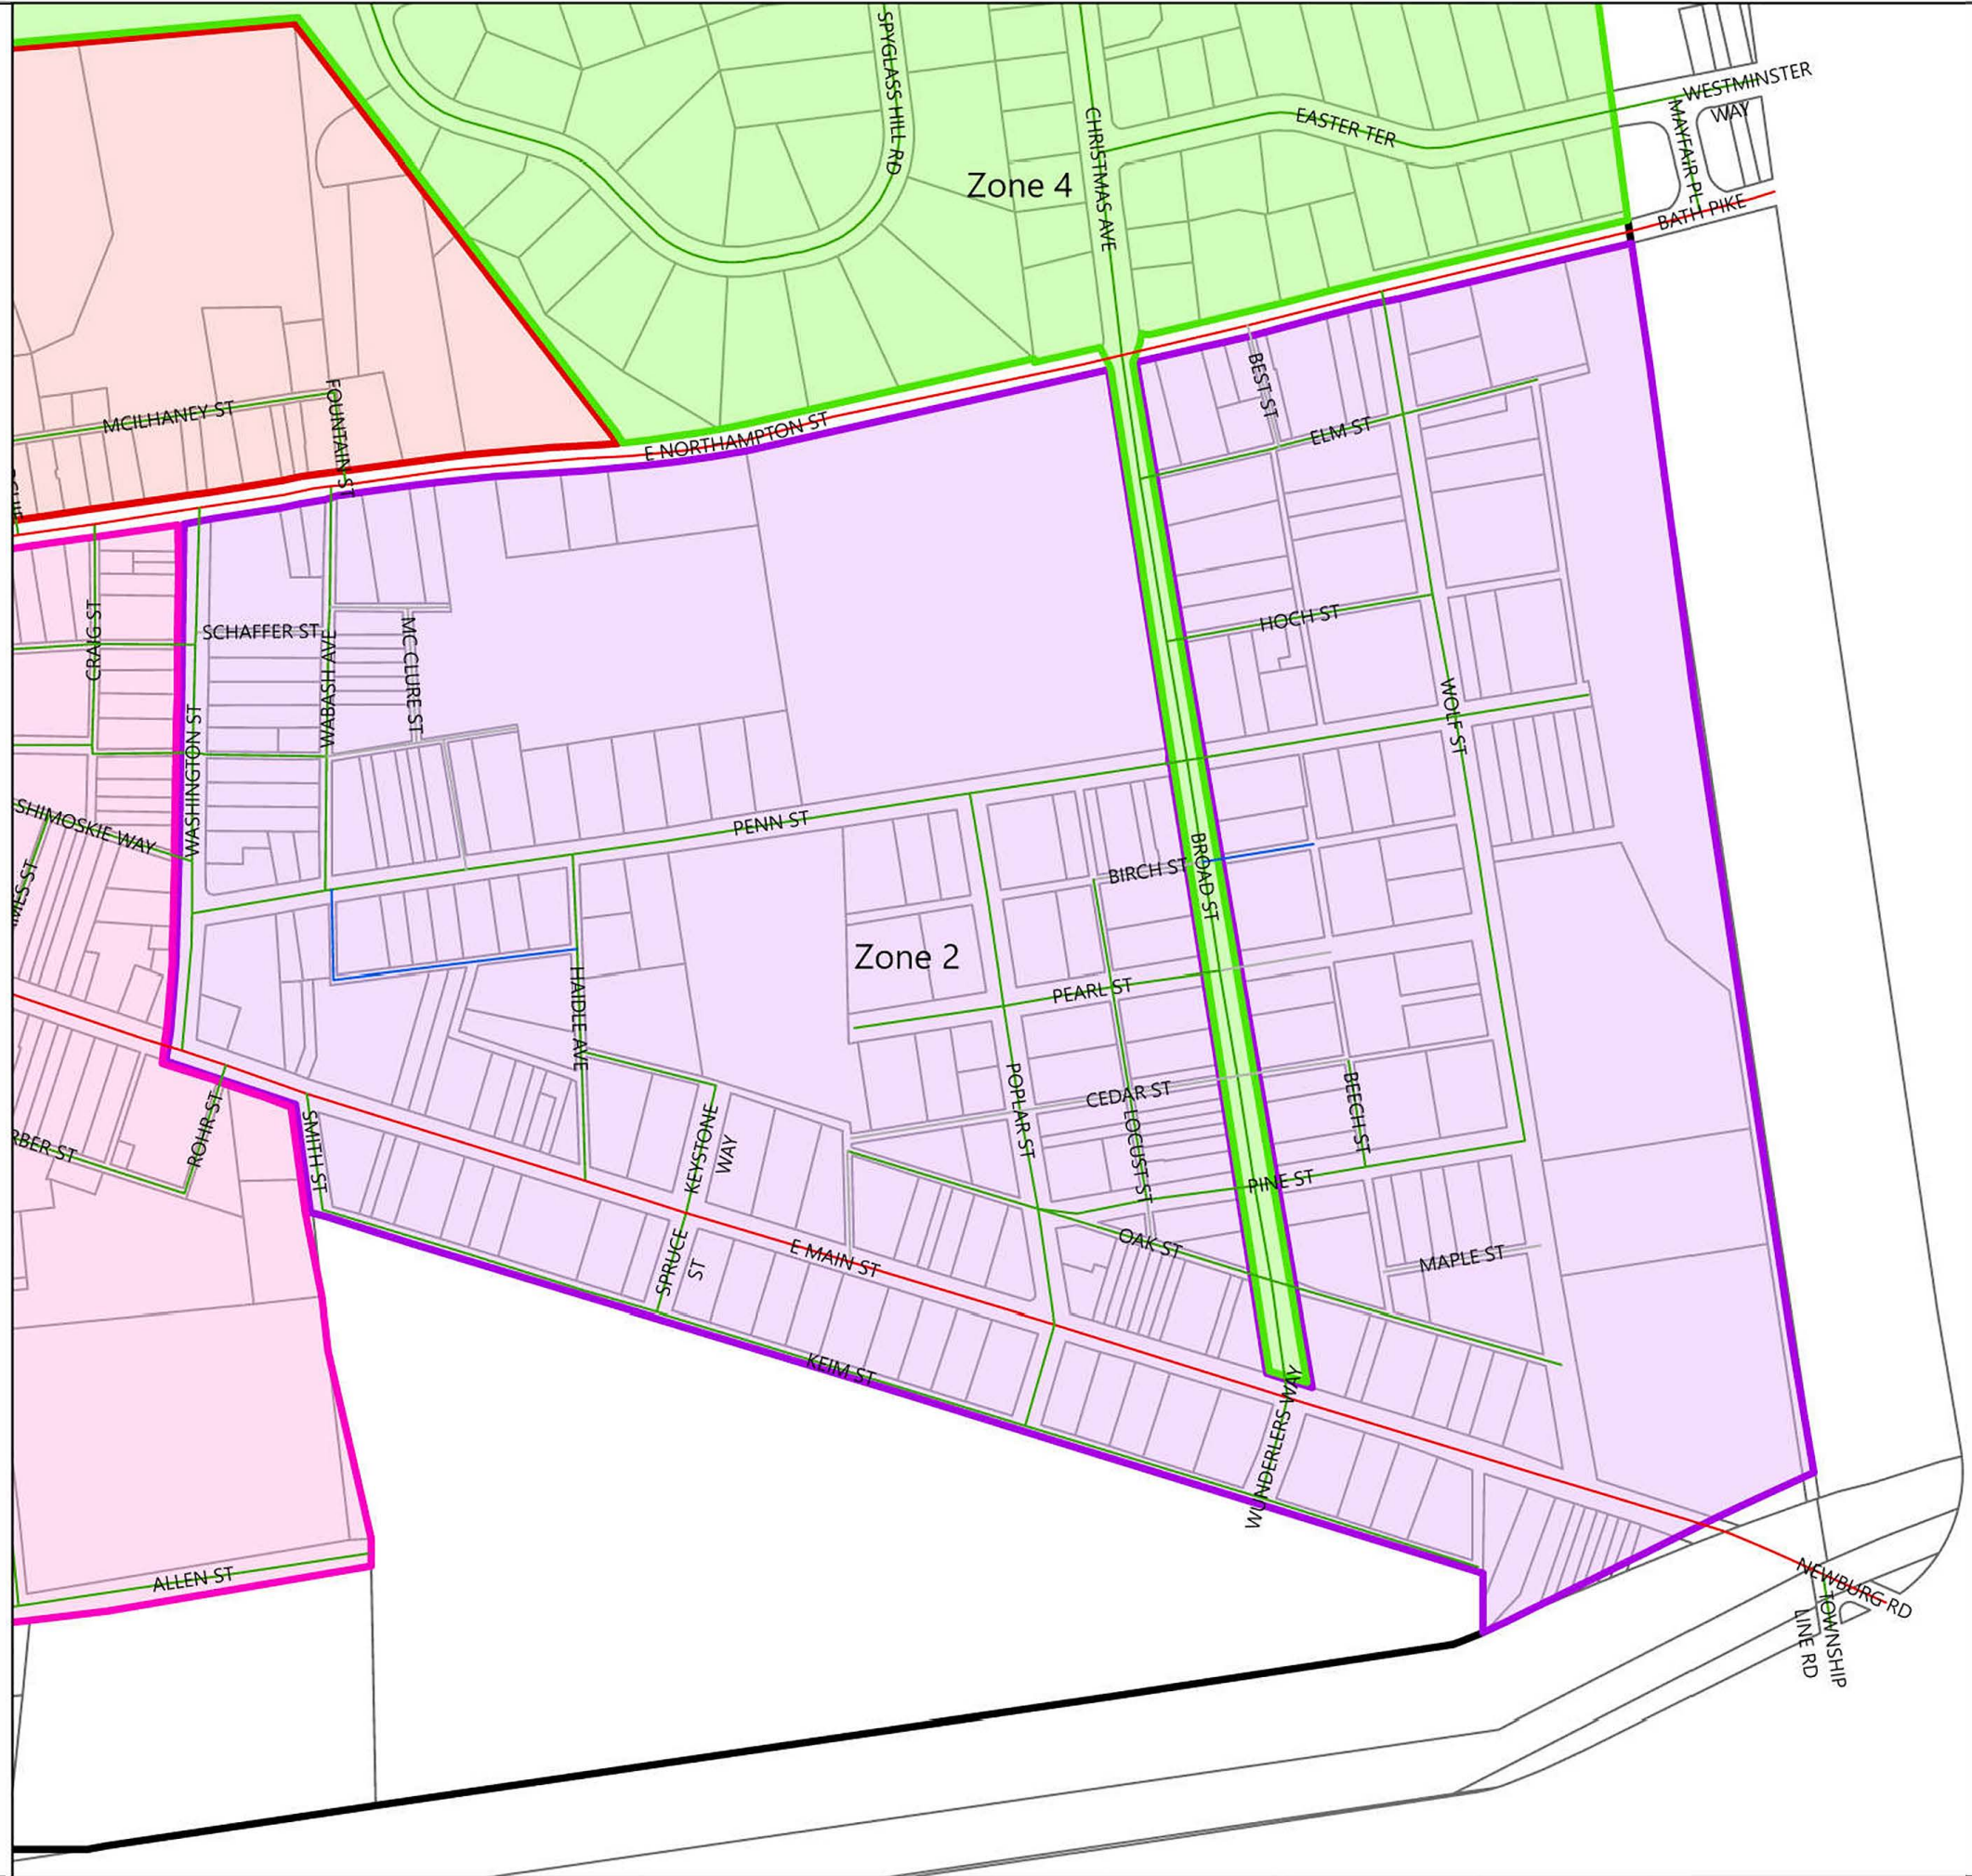 SPYGLASS HILL RD
WESTMINSTER
WAY
MAYFAIR PL
EASTER TER
CHRISTMAS AVE
Zone 4
BATH PIKE
FOUNTAIN ST
MCILHANEY ST
E NORTHAMPTON ST
BEST ST
ELM ST
CRAIG ST
SCHAFFER ST
WABASH AVE
MC CLURE ST
HOCH ST
WOLF ST
WASHINGTON ST
SHIMOSKIE WAY
MES ST
PENN ST
BIRCH ST
BROAD ST
Zone 2
HAIDLE AVE
PEARL ST
POPLAR ST
CEDAR ST
LOCUST ST
BEECH ST
RBER ST
ROHR ST
SMITH ST
KEYSTONE
WAY
PINE ST
SPRUCE
ST
E MAIN ST
OAK ST
MAPLE ST
KEIM ST
WUNDERLERS WAY
ALLEN ST
NEWBURG RD
TOWNSHIP
LINE RD